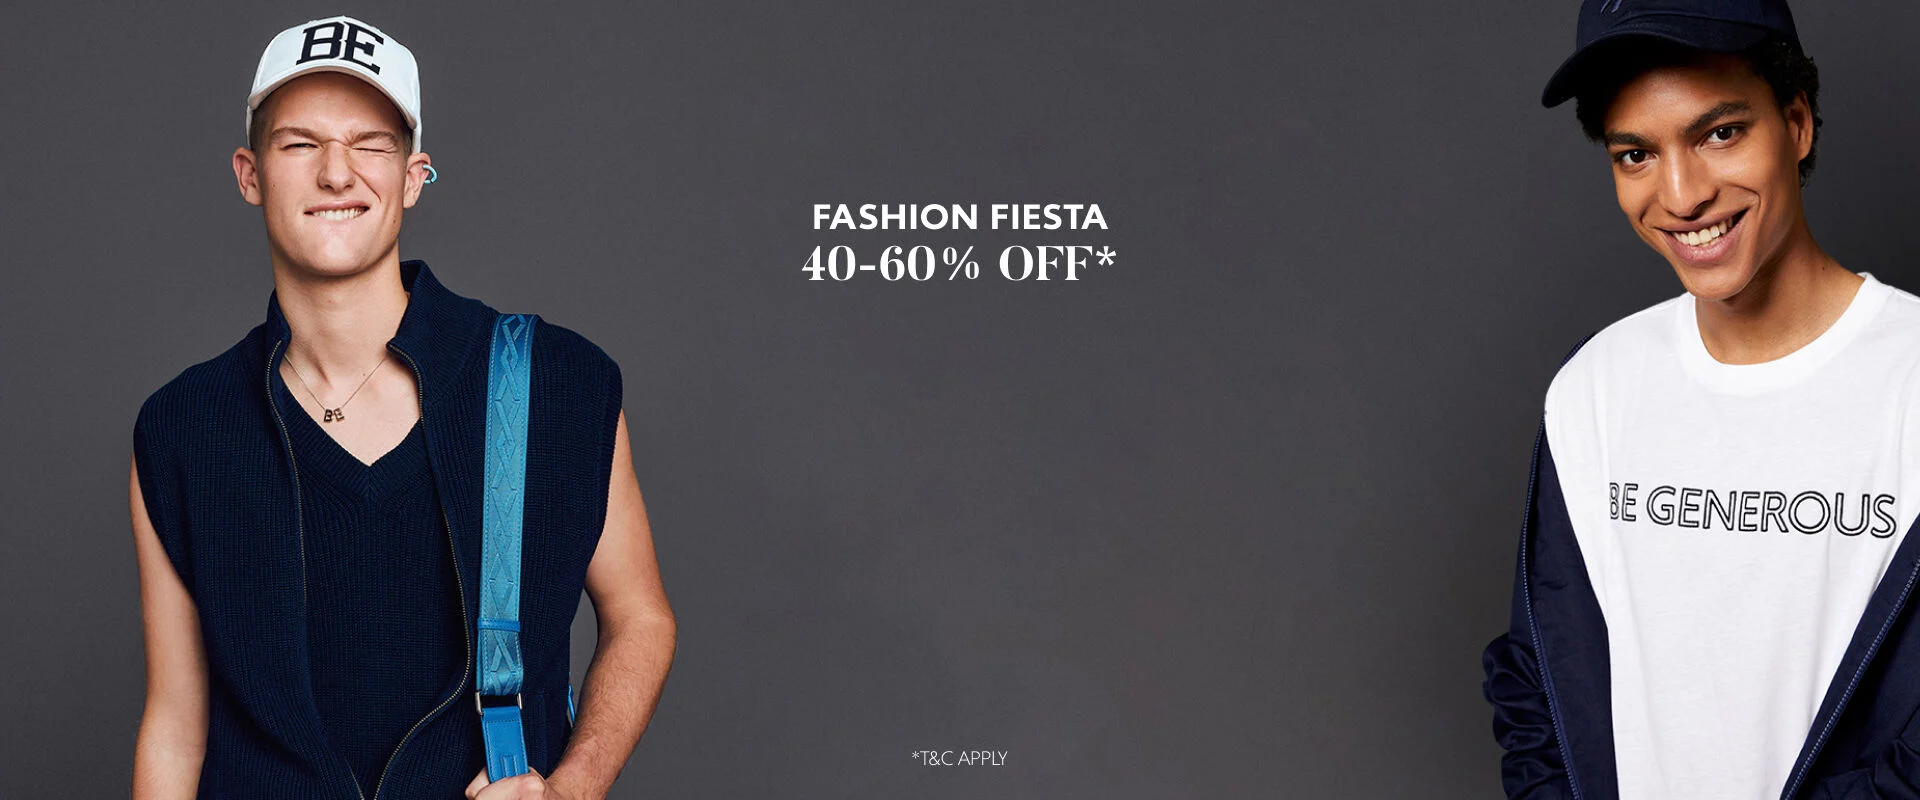 BE
FASHION FIESTA
40-60% OFF*
BE
BE GENEROUS
*T&C APPLY